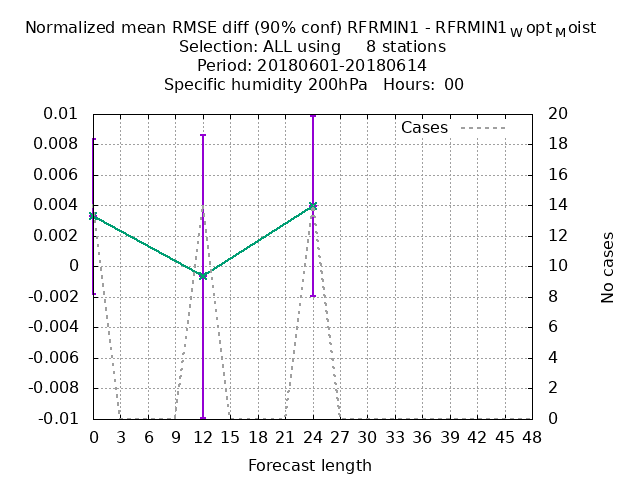 Normalized mean RMSE diff (90% conf) RFRMIN1 - RFRMIN1WoptMoist
Selection: ALL using     8 stations
Period: 20180601-20180614
Specific humidity 200hPa   Hours:  00
0.01
0.008
0.006
0.004
0.002
0
-0.002
-0.004
-0.006
-0.008
-0.01
Cases
20
18
16
14
12
10
8
6
4
2
0
No cases
0 3 6 9 12 15 18 21 24 27 30 33 36 39 42 45 48
Forecast length